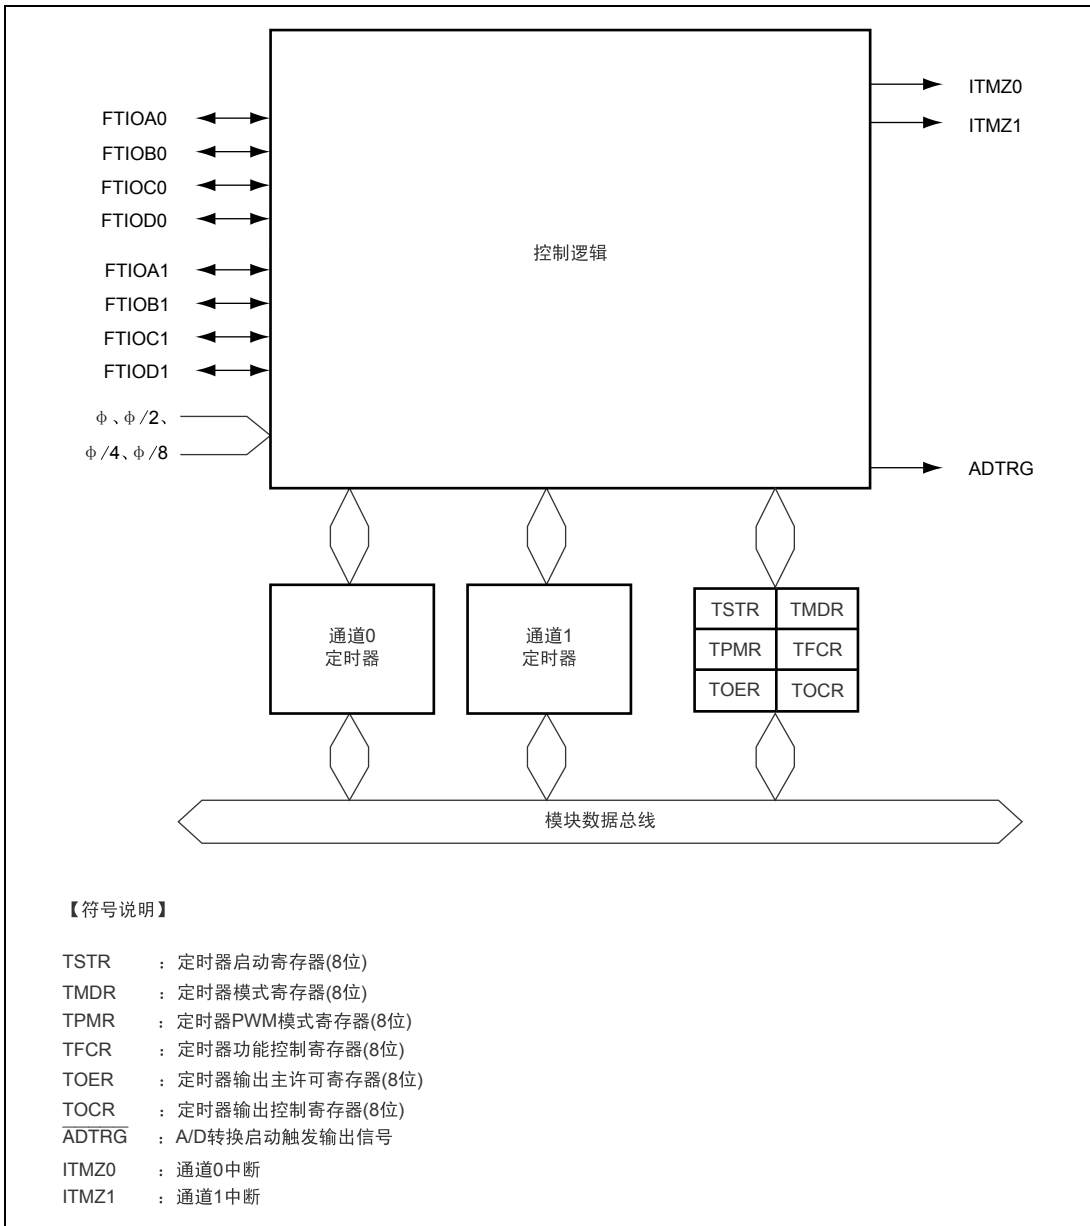 ITMZ0
FTIOA0
ITMZ1
FTIOB0
FTIOC0
FTIOD0
控制逻辑
FTIOA1
FTIOB1
FTIOC1
FTIOD1
φ、φ/2、
φ/4、φ/8
ADTRG
通道0
定时器
通道1
定时器
TSTR TMDR
TPMR TFCR
TOER TOCR
模块数据总线
【符号说明】
TSTR : 定时器启动寄存器(8位)
TMDR : 定时器模式寄存器(8位)
TPMR : 定时器PWM模式寄存器(8位)
TFCR : 定时器功能控制寄存器(8位)
TOER : 定时器输出主许可寄存器(8位)
TOCR : 定时器输出控制寄存器(8位)
ADTRG : A/D转换启动触发输出信号
ITMZ0 : 通道0中断
ITMZ1 : 通道1中断